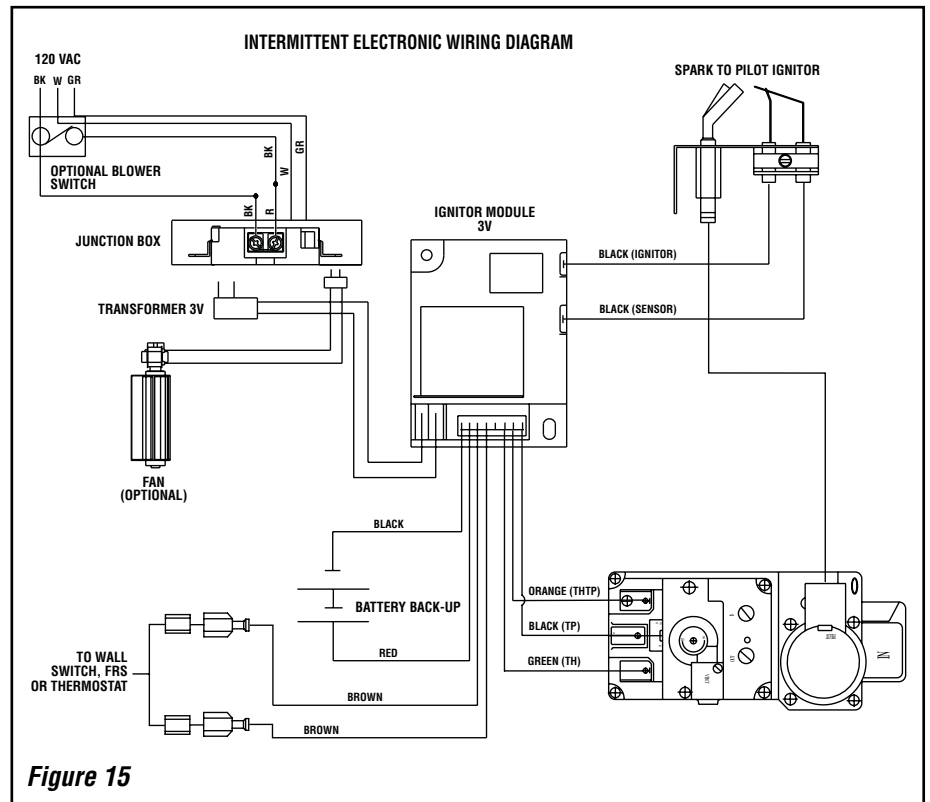 INTERMITTENT ELECTRONIC WIRING DIAGRAM
120 VAC
BK W GR
SPARK TO PILOT IGNITOR
OPTIONAL BLOWER
SWITCH
BK
W
GR
BK
R
JUNCTION BOX
IGNITOR MODULE
3V
BLACK (IGNITOR)
TRANSFORMER 3V
BLACK (SENSOR)
FAN
(OPTIONAL)
BLACK
BATTERY BACK-UP
ORANGE (THTP)
BLACK (TP)
GREEN (TH)
RED
TO WALL
SWITCH, FRS
OR THERMOSTAT
BROWN
BROWN
IN
Figure 15